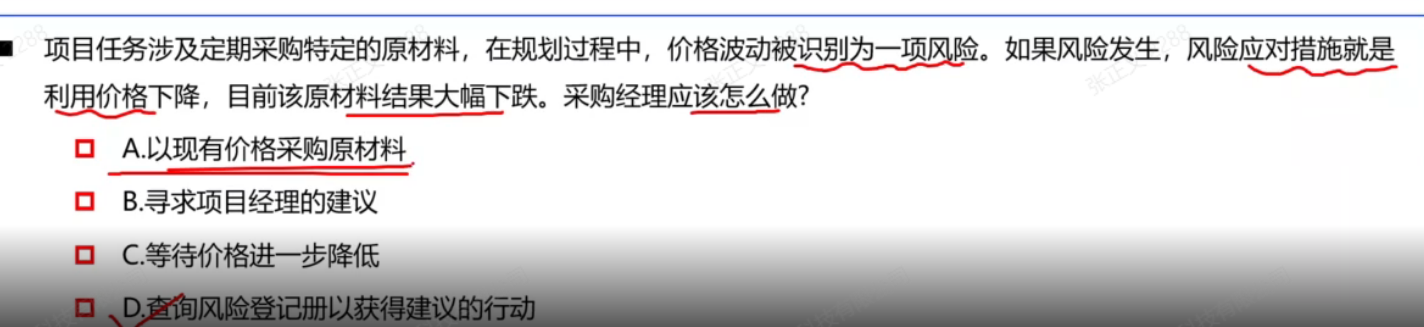 项目任务涉及定期采购特定的原材料，在规划过程中，价格波动被识别为一项风险。如果风险发生，风险应对措施就是
利用价格下降，目前该原材料结果大幅下跌。采购经理应该怎么做?
A.以现有价格采购原材料
B.寻求项目经理的建议
C.等待价格进一步降低
D.查询风险登记册以获得建议的行动